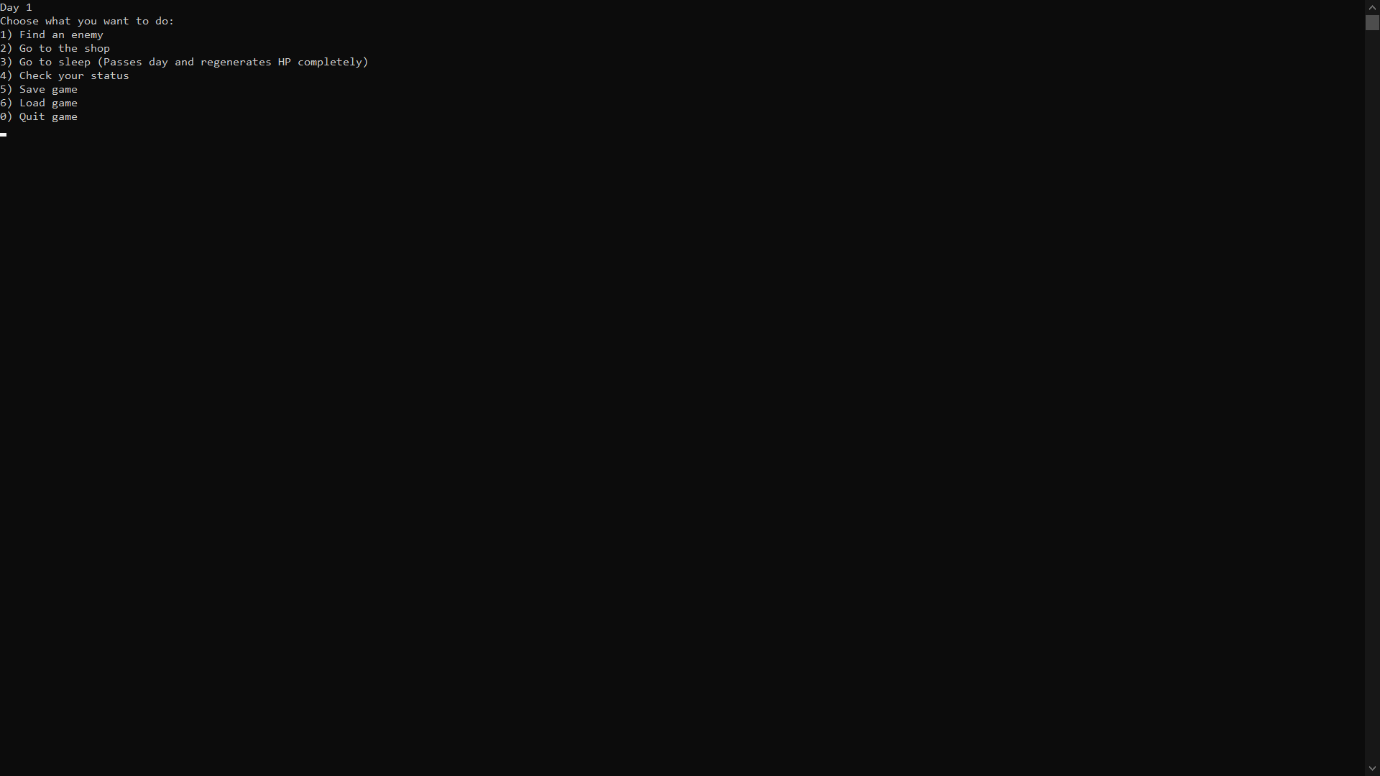 Day 1
Choose what you want to do:
1) Find an enemy
2) Go to the shop
3) Go to sleep (Passes day and regenerates HP completely)
4) Check your status
5) Save game
6) Load game
0) Quit game